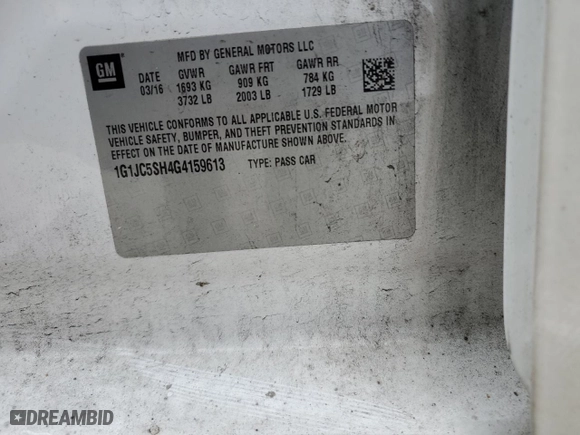 GM
MFD BY GENERAL MOTORS LLC
DATE GVWR GAWR FRT GAWR RR
03/16 1693 KG 909 KG 784 KG
3732 LB 2003 LB 1729 LB
THIS VEHICLE CONFORMS TO ALL APPLICABLE U.S. FEDERAL MOTOR
VEHICLE SAFETY, BUMPER, AND THEFT PREVENTION STANDARDS IN
EFFECT ON THE DATE OF MANUFACTURE SHOWN ABOVE.
1G1JC5SH4G4159613 TYPE: PASS CAR
DREAMBID